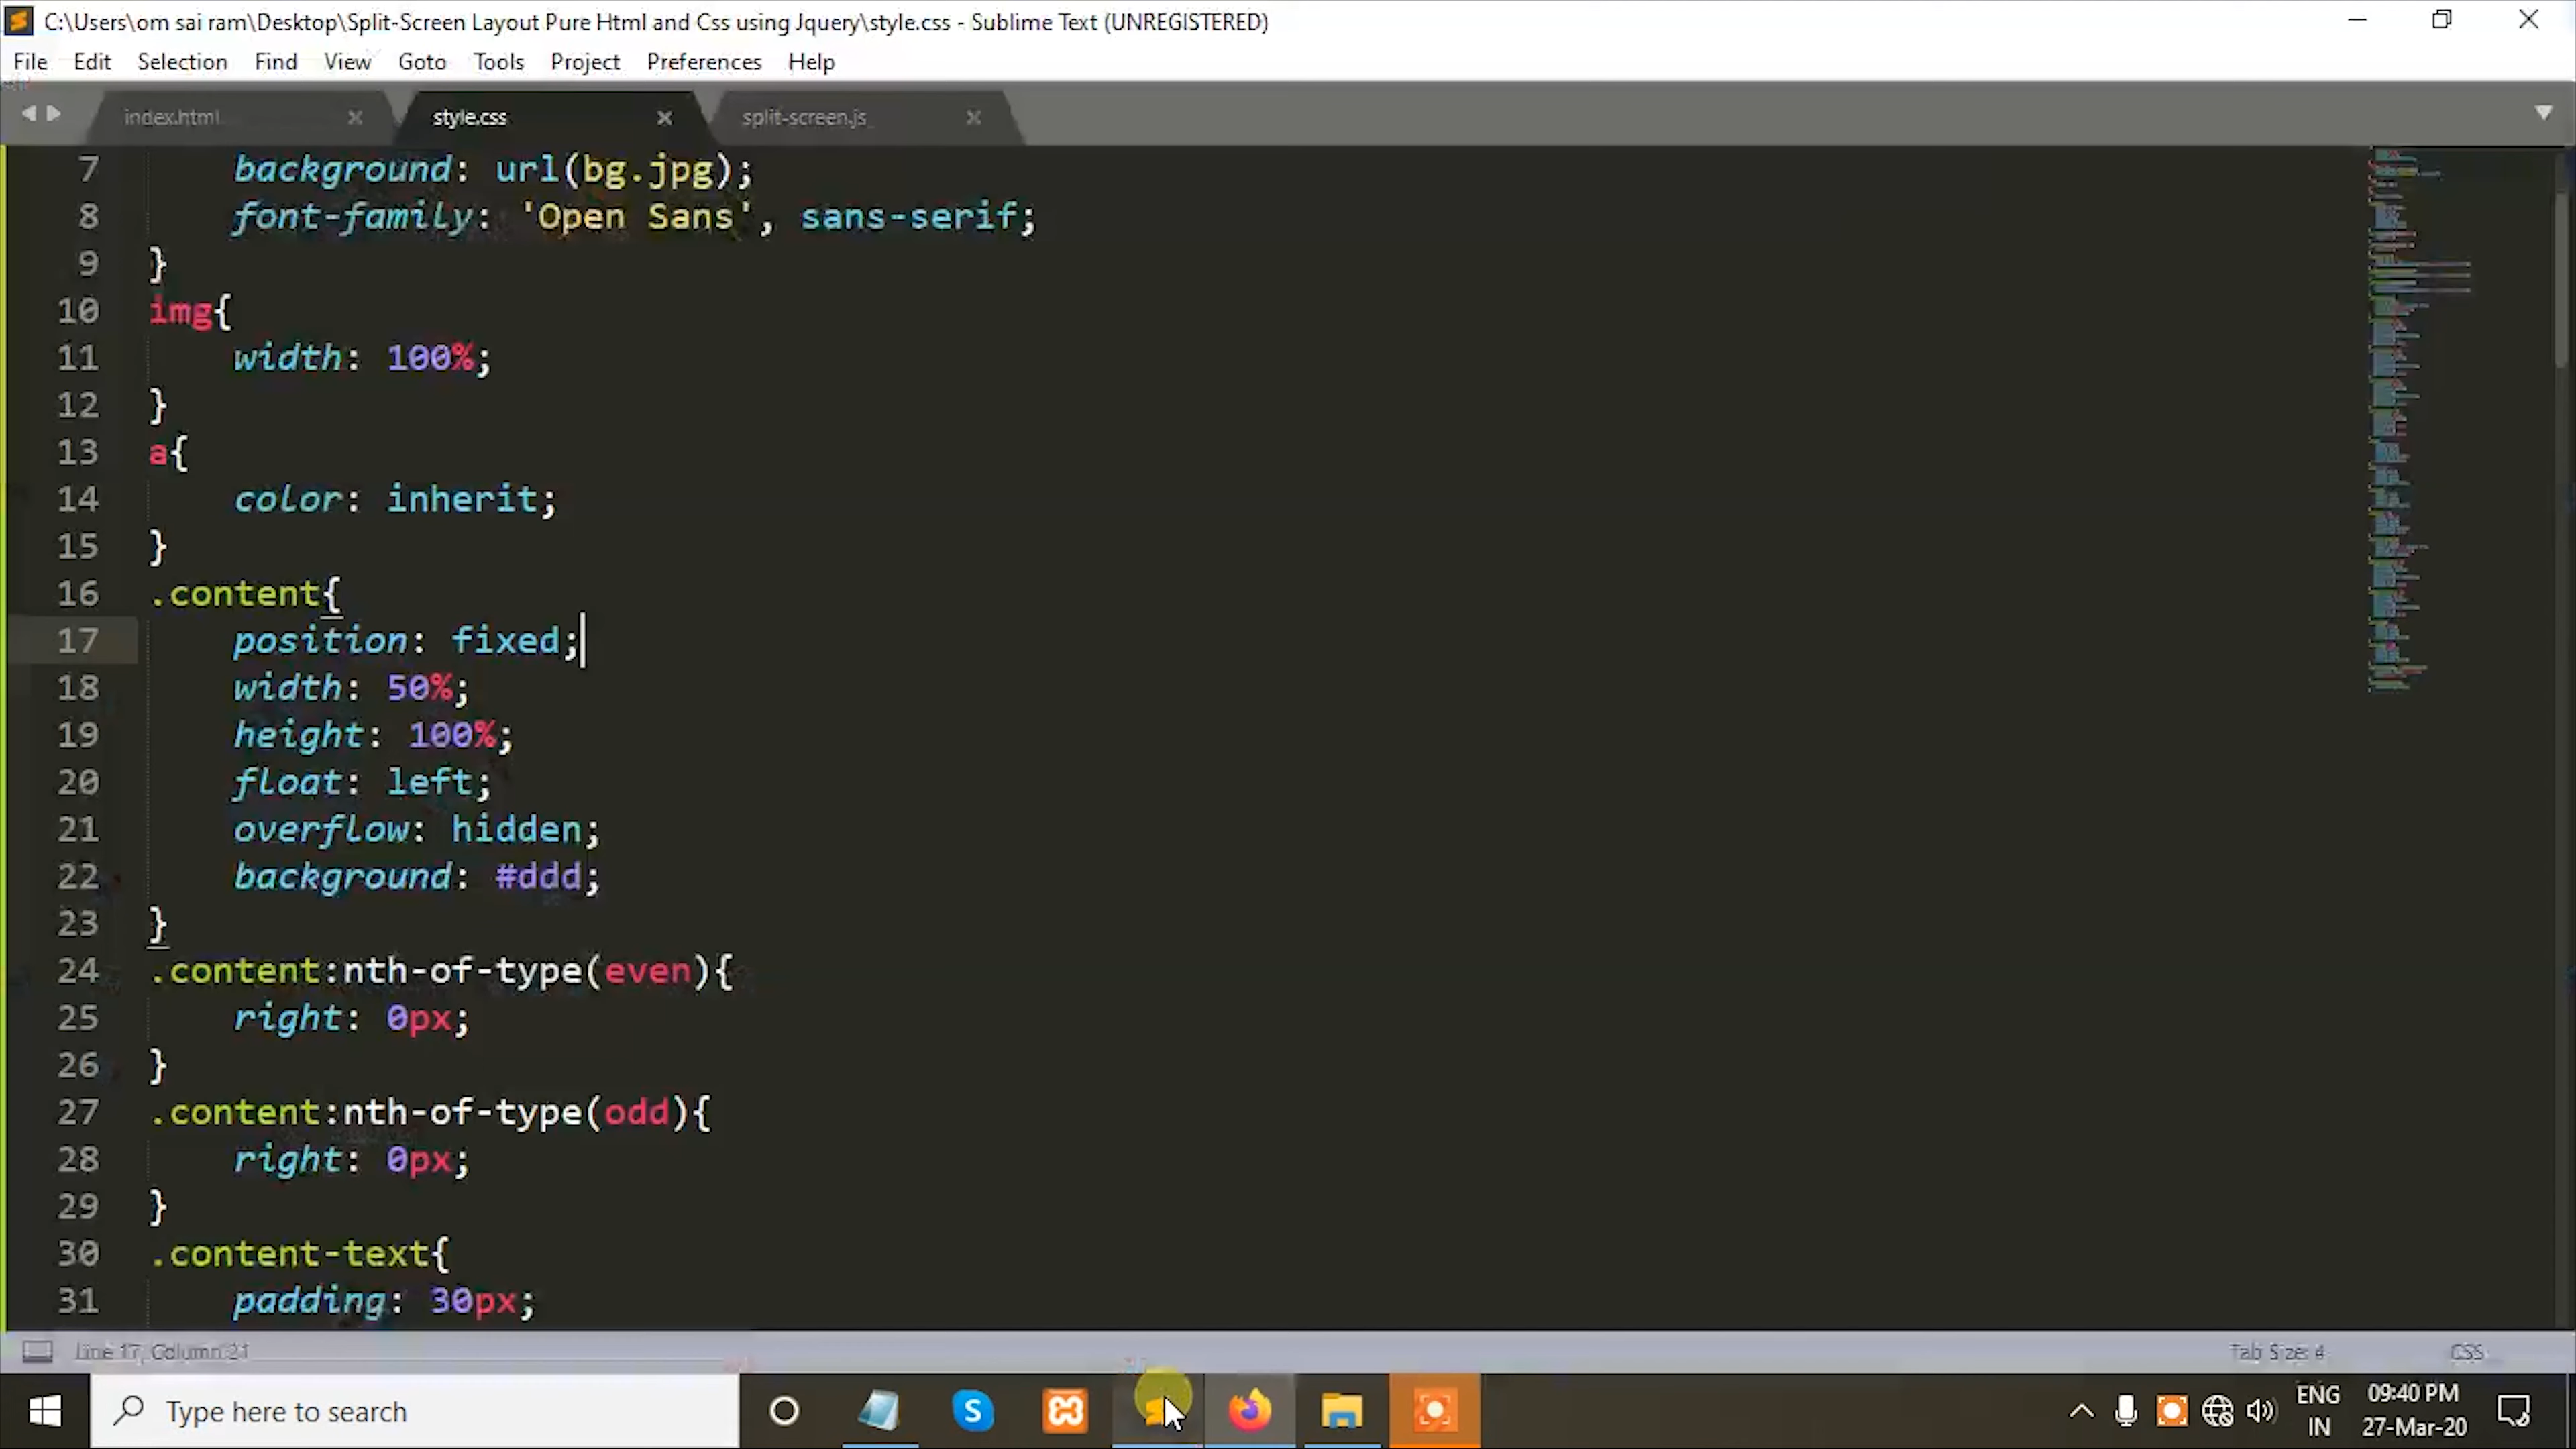 C:\Users\om sai ram\Desktop\Split-Screen Layout Pure Html and Css using Jquery\style.css - Sublime Text (UNREGISTERED)
File Edit Selection Find View Goto Tools Project Preferences Help
index.html style.css split-screen.js
7 background: url(bg.jpg);
8 font-family: 'Open Sans', sans-serif;
9 }
10 img{
11 width: 100%;
12 }
13 a{
14 color: inherit;
15 }
16 .content{
17 position: fixed;
18 width: 50%;
19 height: 100%;
20 float: left;
21 overflow: hidden;
22 background: #ddd;
23 }
24 .content:nth-of-type(even){
25 right: 0px;
26 }
27 .content:nth-of-type(odd){
28 right: 0px;
29 }
30 .content-text{
31 padding: 30px;
Line 17, Column 21 Tab Size: 4 CSS
Type here to search
ENG 09:40 PM
IN 27-Mar-20